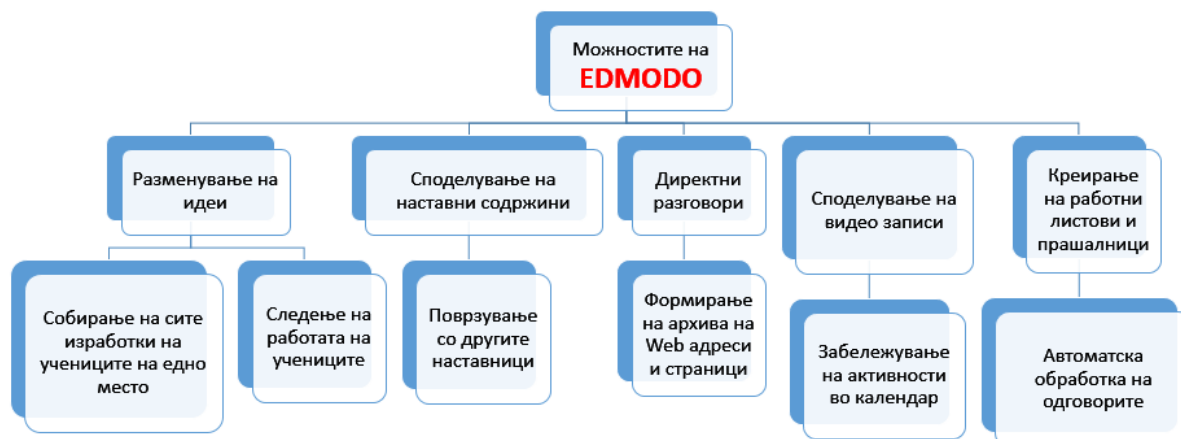 Можностите на
EDMODO
Разменување на
идеи
Споделување на
наставни содржини
Директни
разговори
Споделување на
видео записи
Креирање
на работни
листови и
прашалници
Собирање на сите
изработки на
учениците на едно
место
Следење на
работата на
учениците
Поврзување
со другите
наставници
Формирање
на архива на
Web адреси
и страници
Забележување
на активности
во календар
Автоматска
обработка на
одговорите